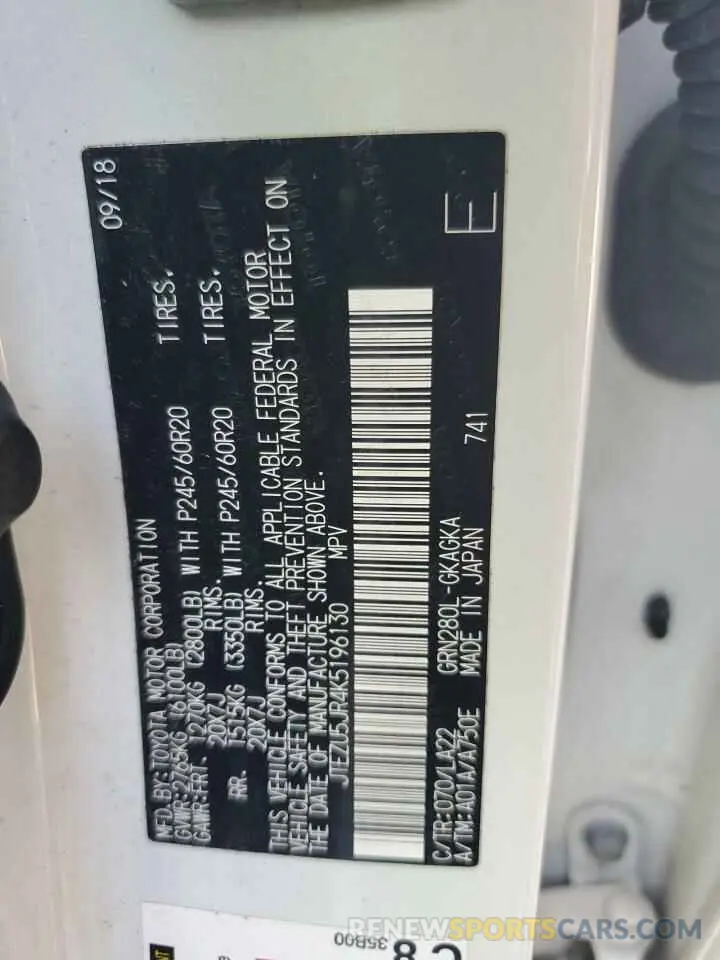 09/18
MFD. BY: TOYOTA MOTOR CORPORATION
GVWR: 2765KG (6100LB)
GAWR: FRT. 1270KG (2800LB) WITH P245/60R20 TIRES.
20X7J RIMS.
RR. 1515KG (3350LB) WITH P245/60R20 TIRES.
20X7J RIMS.
THIS VEHICLE CONFORMS TO ALL APPLICABLE FEDERAL MOTOR
VEHICLE SAFETY AND THEFT PREVENTION STANDARDS IN EFFECT ON
THE DATE OF MANUFACTURE SHOWN ABOVE.
JTEZU5JR4K5196130 MPV
C/TR: 070/LA22 GRN280L-GKAGKA 741
A/TM: A01A/A750E MADE IN JAPAN
E
35B00
RENEWSPORTSCARS.COM